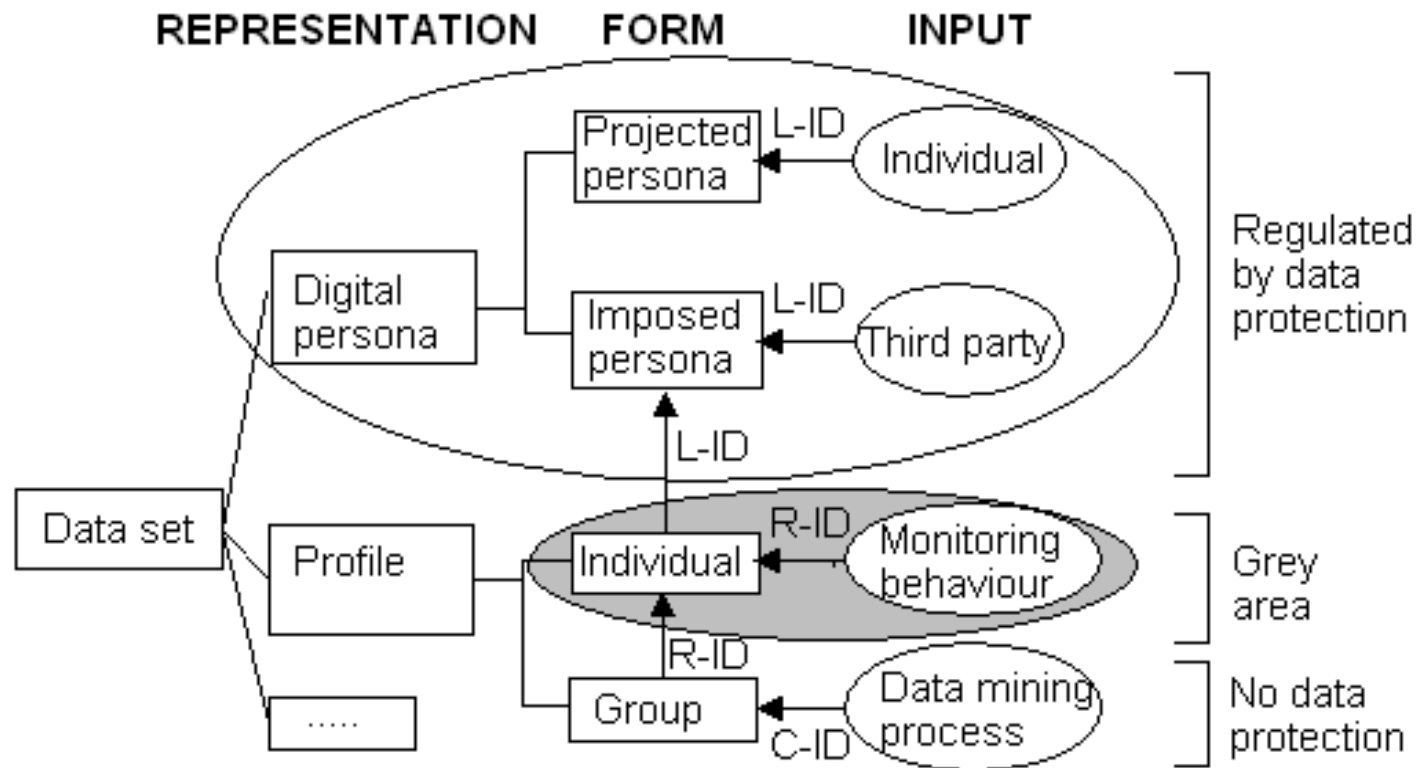 REPRESENTATION FORM INPUT
Projected
persona
L-ID
Individual
Digital
persona
Imposed
persona
L-ID
Third party
Regulated
by data
protection
L-ID
Data set
Profile
Individual
R-ID
Monitoring
behaviour
Grey
area
R-ID
.....
Group
C-ID
Data mining
process
No data
protection